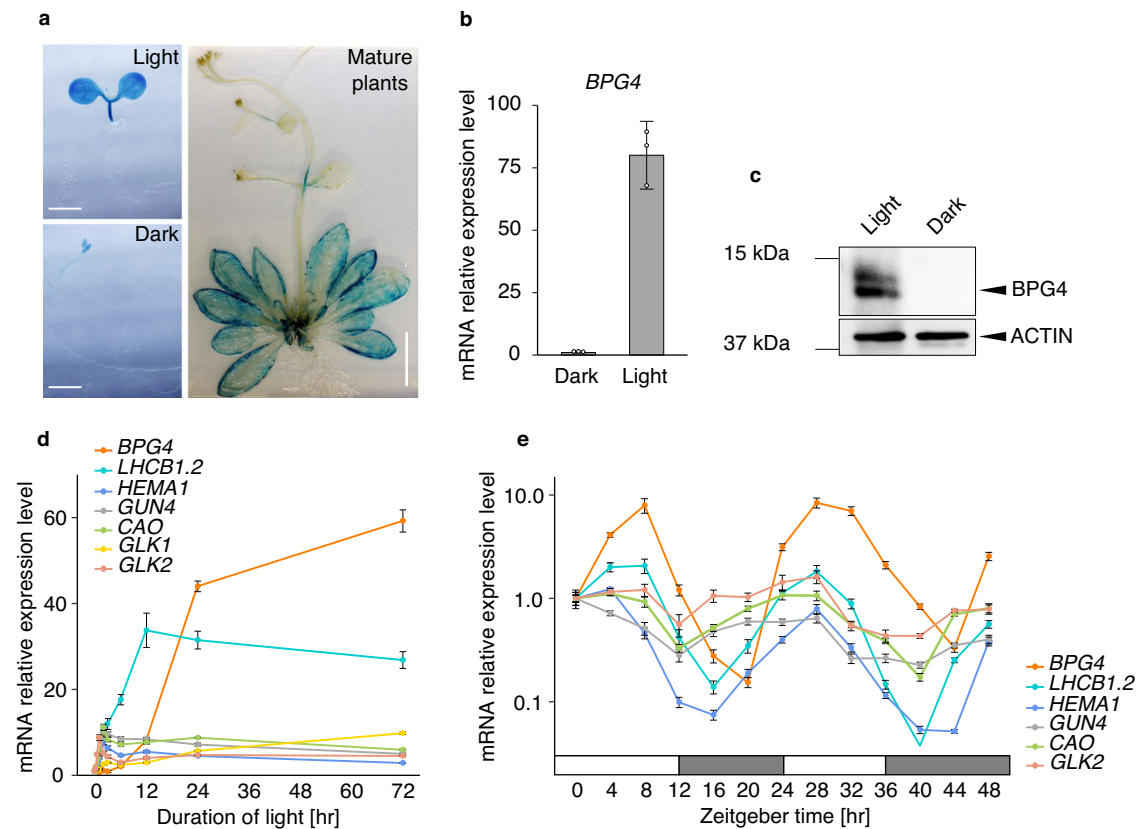 a
Light
Dark
Mature
plants
b
BPG4
mRNA relative expression level
100
75
50
25
0
Dark
Light
c
Light
Dark
15 kDa
37 kDa
BPG4
ACTIN
d
BPG4
LHCB1.2
HEMA1
GUN4
CAO
GLK1
GLK2
mRNA relative expression level
60
40
20
0
0 12 24 36 48 60 72
Duration of light [hr]
e
mRNA relative expression level
10.0
1.0
0.1
0 4 8 12 16 20 24 28 32 36 40 44 48
Zeitgeber time [hr]
BPG4
LHCB1.2
HEMA1
GUN4
CAO
GLK2